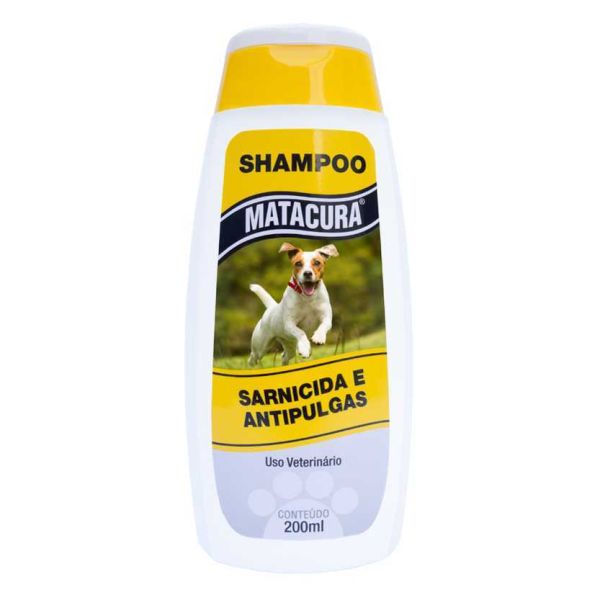 SHAMPOO
MATACURA®
SARNICIDA E
ANTIPULGAS
Uso Veterinário
CONTEÚDO
200ml